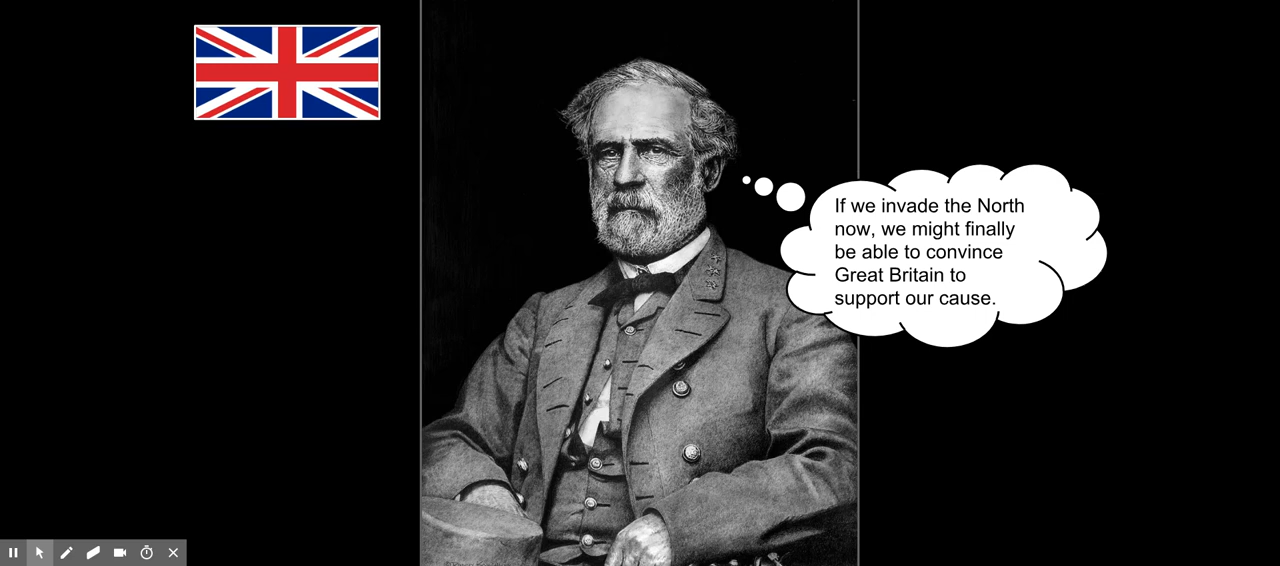 If we invade the North
now, we might finally
be able to convince
Great Britain to
support our cause.